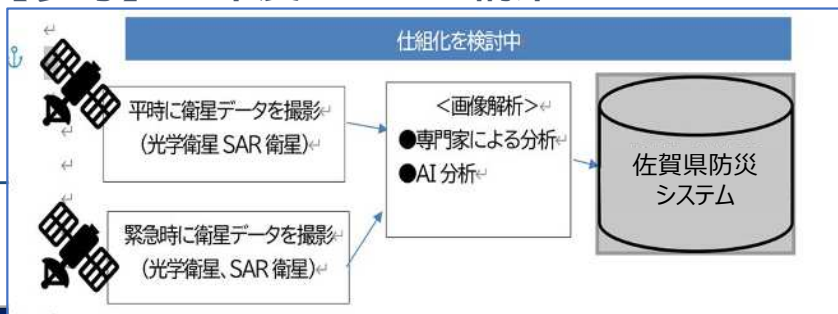 仕組化を検討中
平時に衛星データを撮影
(光学衛星 SAR 衛星)
<画像解析>
●専門家による分析
●AI 分析
佐賀県防災
システム
緊急時に衛星データを撮影
(光学衛星、SAR 衛星)